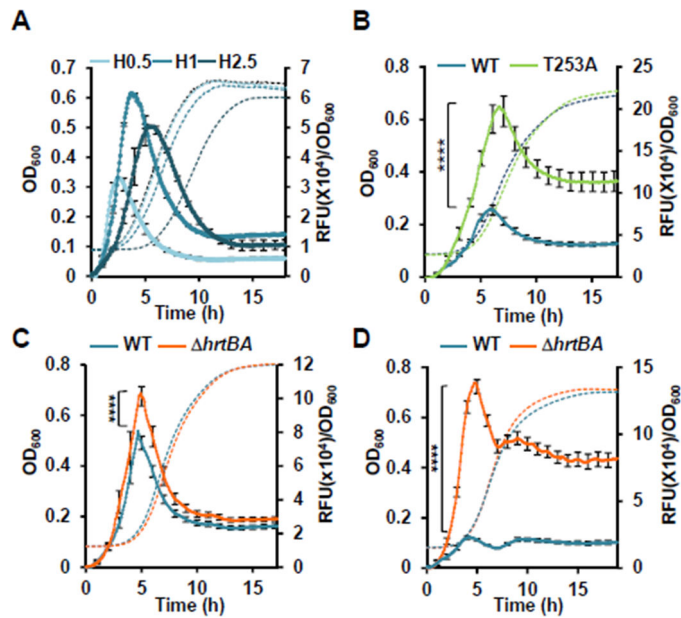 A
H0.5 H1 H2.5
0.7
0.6
0.5
0.4
0.3
0.2
0.1
0
OD600
7
6
5
4
3
2
1
0
RFU(X10⁴)/OD600
0 5 10 15
Time (h)
B
WT T253A
0.8
0.6
0.4
0.2
0
OD600
25
20
15
10
5
0
RFU(X10⁴)/OD600
****
0 5 10 15
Time (h)
C
WT ΔhrtBA
0.8
0.6
0.4
0.2
0
OD600
12
10
8
6
4
2
0
RFU(x10⁴)/OD600
****
0 5 10 15
Time (h)
D
WT ΔhrtBA
0.8
0.6
0.4
0.2
0
OD600
15
10
5
0
RFU(X10⁴)/OD600
****
0 5 10 15
Time (h)